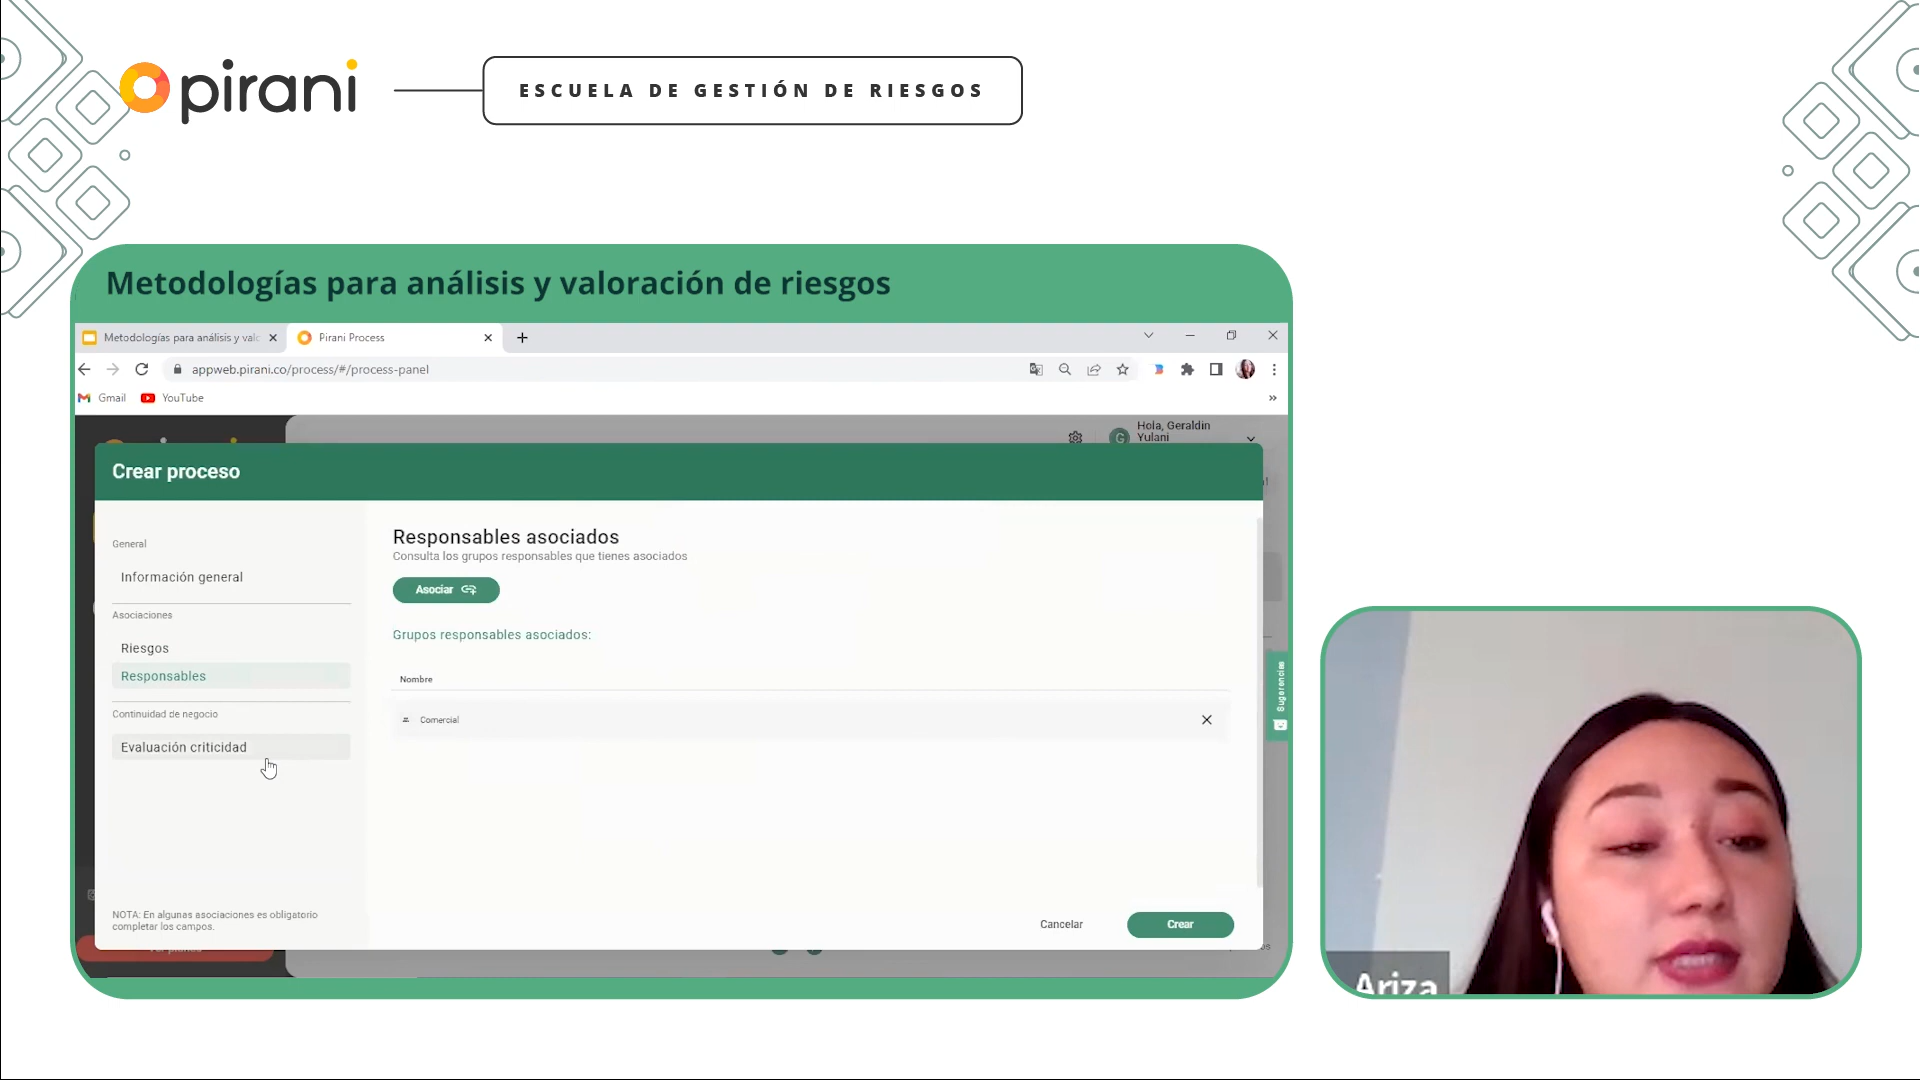 pirani
ESCUELA DE GESTIÓN DE RIESGOS
Metodologías para análisis y valoración de riesgos
Metodologías para análisis y valo
Pirani Process
appweb.pirani.co/process/#/process-panel
Gmail
YouTube
Hola, Geraldin
Yulani
G
Crear proceso
General
Información general
Asociaciones
Riesgos
Responsables
Continuidad de negocio
Evaluación criticidad
NOTA: En algunas asociaciones es obligatorio
completar los campos.
Responsables asociados
Consulta los grupos responsables que tienes asociados
Asociar
Grupos responsables asociados:
Nombre
Comercial
Cancelar
Crear
Sugerencias
Ariza